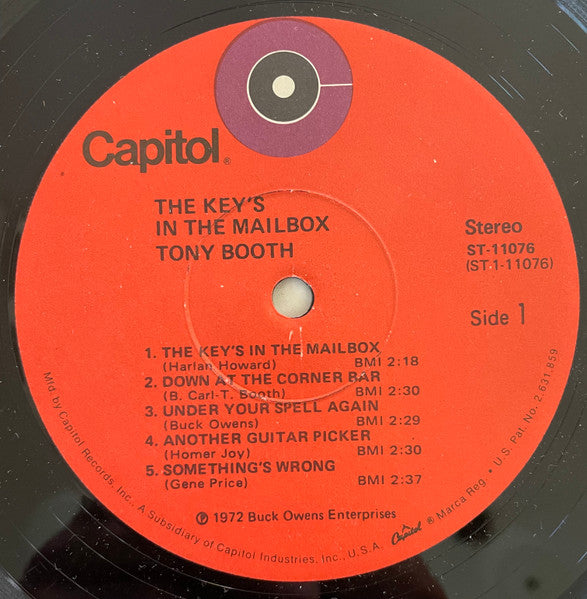 Capitol®
THE KEY'S
IN THE MAILBOX
TONY BOOTH
Stereo
ST-11076
(ST-1-11076)
Side 1
1. THE KEY'S IN THE MAILBOX
(Harlan Howard) BMI 2:18
2. DOWN AT THE CORNER BAR
(B. Carl-T. Booth) BMI 2:30
3. UNDER YOUR SPELL AGAIN
(Buck Owens) BMI 2:29
4. ANOTHER GUITAR PICKER
(Homer Joy) BMI 2:30
5. SOMETHING'S WRONG
(Gene Price) BMI 2:37
℗ 1972 Buck Owens Enterprises
Mfd. by Capitol Records, Inc., A Subsidiary of Capitol Industries, Inc., U.S.A. Capitol ® Marca Reg. • U.S. Pat. No. 2,631,859